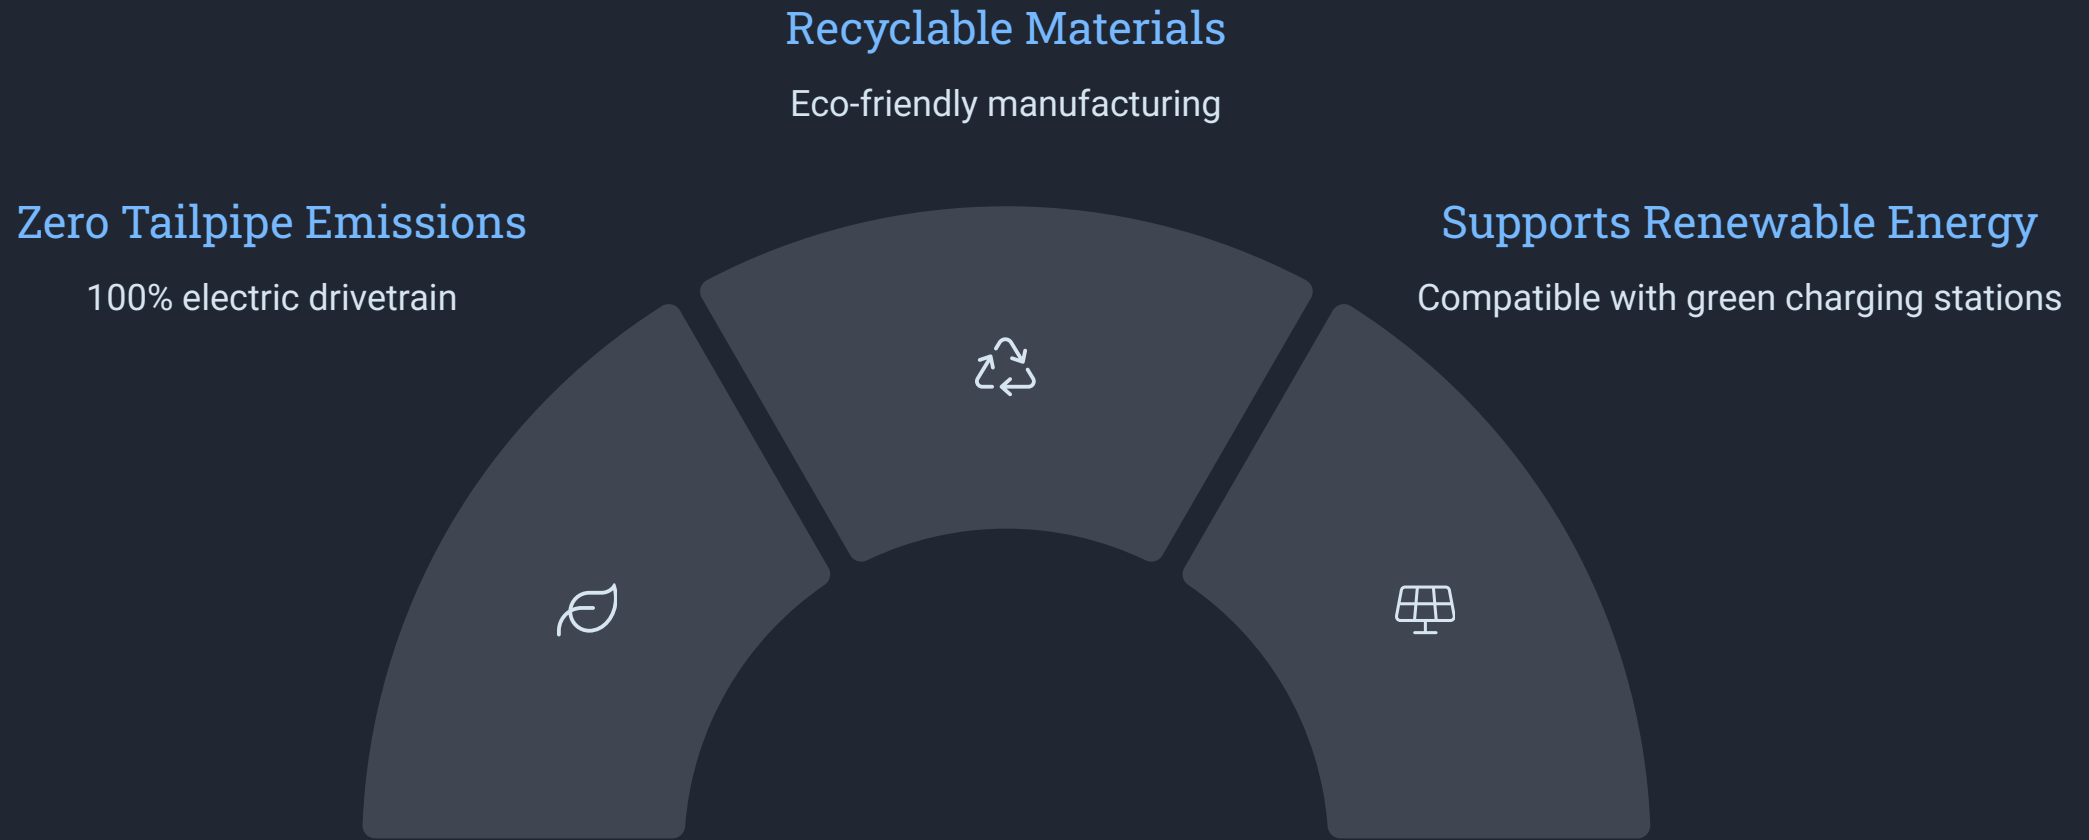 Recyclable Materials
Eco-friendly manufacturing
Zero Tailpipe Emissions
100% electric drivetrain
Supports Renewable Energy
Compatible with green charging stations